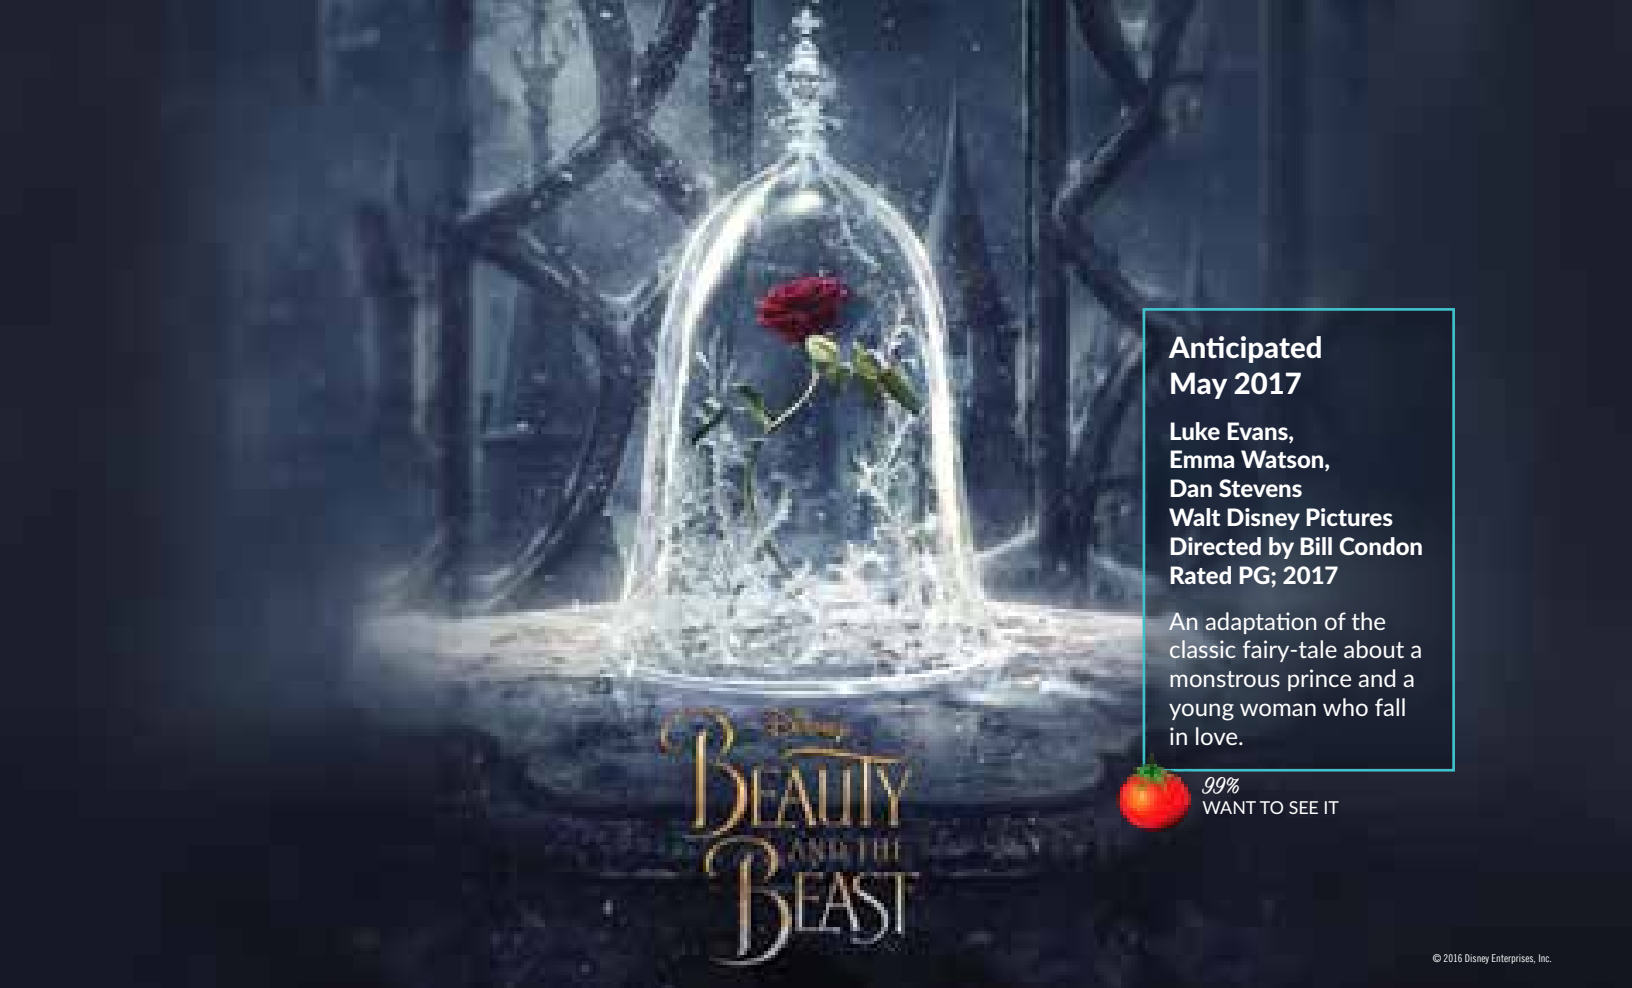 Anticipated
May 2017
Luke Evans,
Emma Watson,
Dan Stevens
Walt Disney Pictures
Directed by Bill Condon
Rated PG; 2017
An adaptation of the
classic fairy-tale about a
monstrous prince and a
young woman who fall
in love.
99%
WANT TO SEE IT
Disney
BEAUTY
AND THE
BEAST
© 2016 Disney Enterprises, Inc.